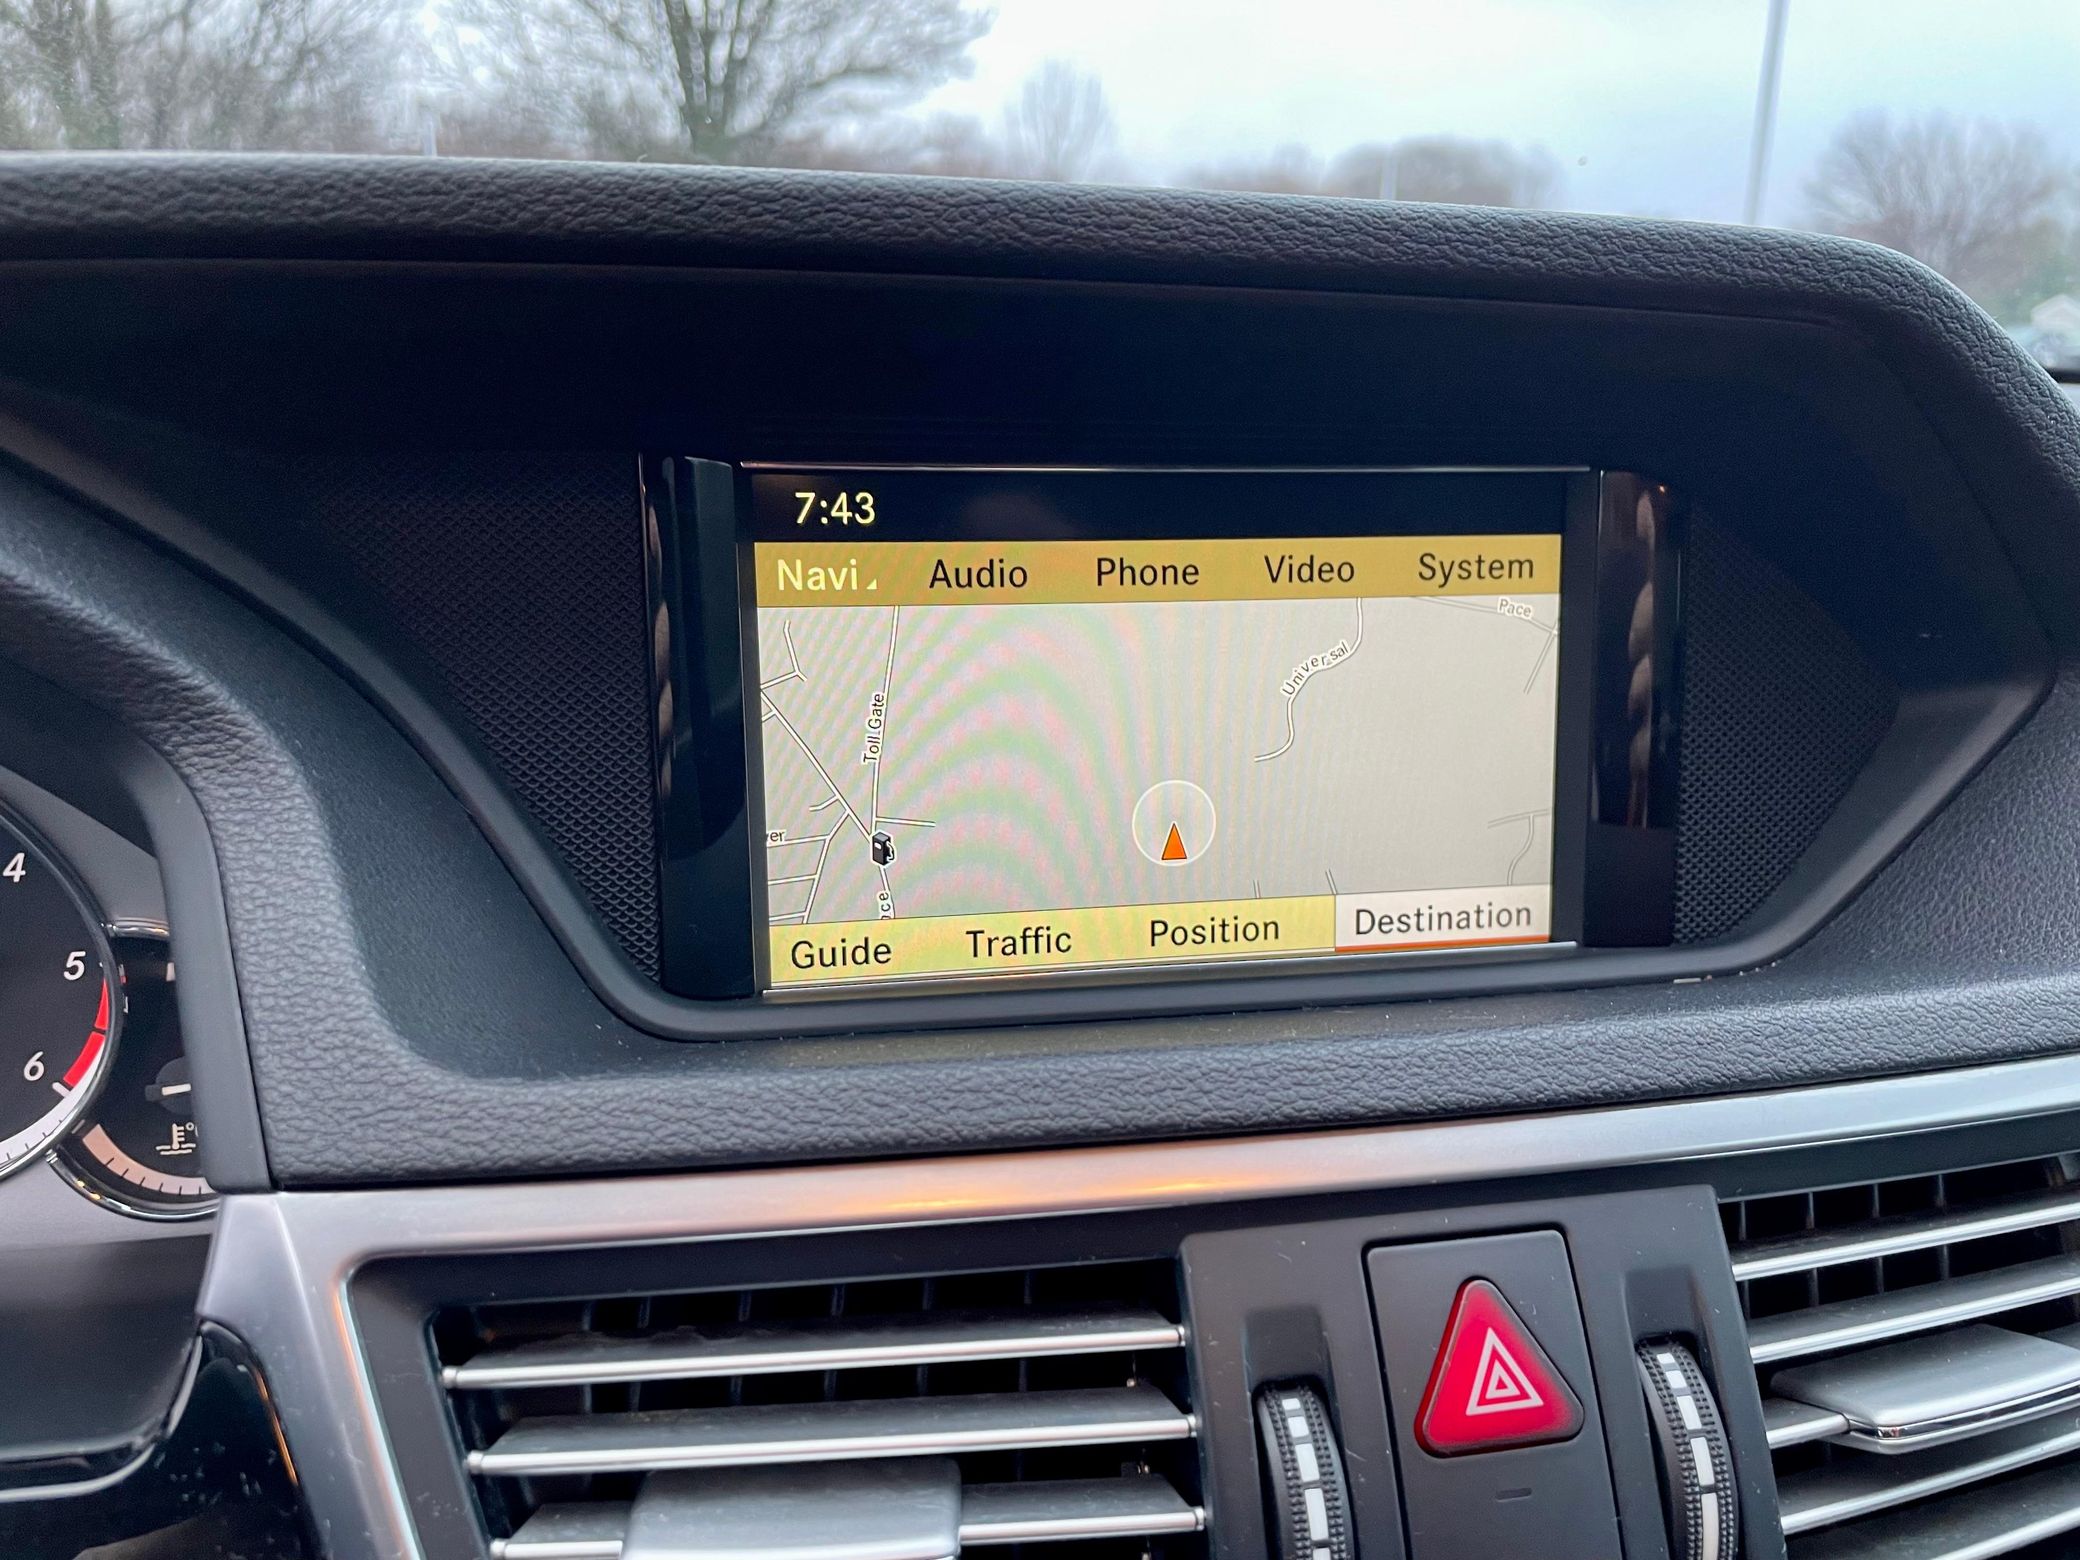 7:43
Navi Audio Phone Video System
Pace
Universal
Toll Gate
Guide Traffic Position Destination
4
5
6